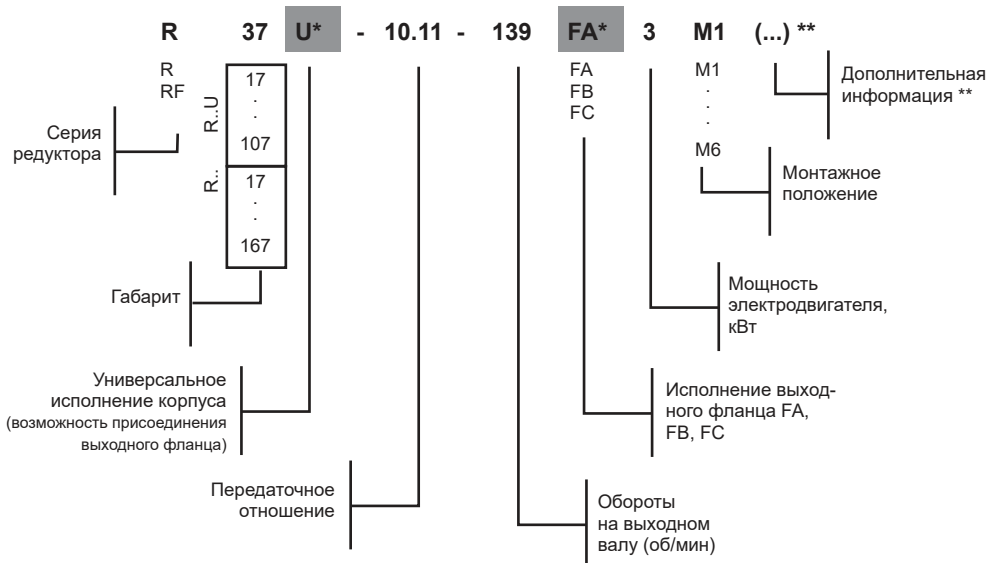 R 37 U* - 10.11 - 139 FA* 3 M1 (...) **
R
RF
R..U
17
.
.
107
R..
17
.
.
167
FA
FB
FC
M1
.
.
.
M6
Дополнительная
информация **
Серия
редуктора
Монтажное
положение
Габарит
Мощность
электродвигателя,
кВт
Универсальное
исполнение корпуса
(возможность присоединения
выходного фланца)
Исполнение выход-
ного фланца FA,
FB, FC
Передаточное
отношение
Обороты
на выходном
валу (об/мин)